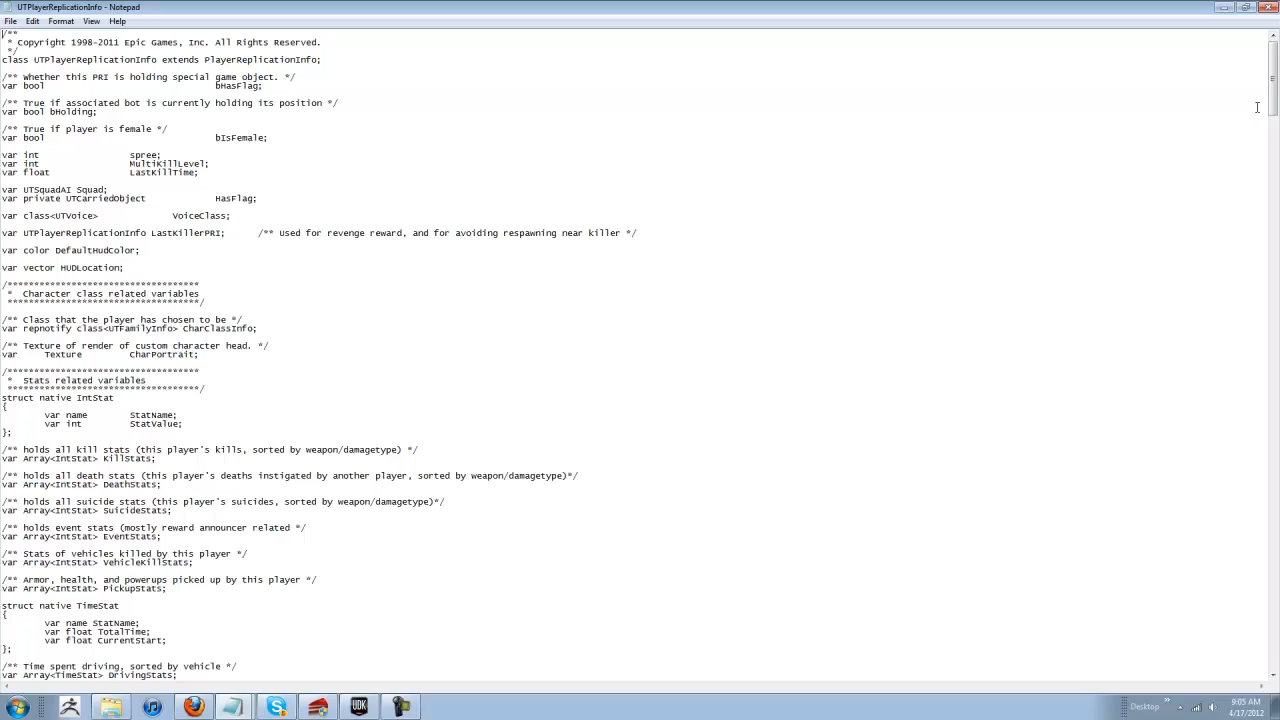 UTPlayerReplicationInfo - Notepad
File Edit Format View Help
/**
 * Copyright 1998-2011 Epic Games, Inc. All Rights Reserved.
 */
class UTPlayerReplicationInfo extends PlayerReplicationInfo;
/** Whether this PRI is holding special game object. */
var bool bHasFlag;
/** True if associated bot is currently holding its position */
var bool bHolding;
/** True if player is female */
var bool bIsFemale;
var int spree;
var int MultiKillLevel;
var float LastKillTime;
var UTSquadAI Squad;
var private UTCarriedObject HasFlag;
var class<UTVoice> VoiceClass;
var UTPlayerReplicationInfo LastKillerPRI; /** Used for revenge reward, and for avoiding respawning near killer */
var color DefaultHudColor;
var vector HUDLocation;
/************************************
 * Character class related variables
 ************************************/
/** Class that the player has chosen to be */
var repnotify class<UTFamilyInfo> CharClassInfo;
/** Texture of render of custom character head. */
var Texture CharPortrait;
/************************************
 * Stats related variables
 ************************************/
struct native IntStat
{
var name StatName;
var int StatValue;
};
/** holds all kill stats (this player's kills, sorted by weapon/damagetype) */
var Array<IntStat> KillStats;
/** holds all death stats (this player's deaths instigated by another player, sorted by weapon/damagetype)*/
var Array<IntStat> DeathStats;
/** holds all suicide stats (this player's suicides, sorted by weapon/damagetype)*/
var Array<IntStat> SuicideStats;
/** holds event stats (mostly reward announcer related */
var Array<IntStat> EventStats;
/** Stats of vehicles killed by this player */
var Array<IntStat> VehicleKillStats;
/** Armor, health, and powerups picked up by this player */
var Array<IntStat> PickupStats;
struct native TimeStat
{
var name StatName;
var float TotalTime;
var float CurrentStart;
};
/** Time spent driving, sorted by vehicle */
var Array<TimeStat> DrivingStats;
UDK
Desktop »
9:05 AM
4/17/2012